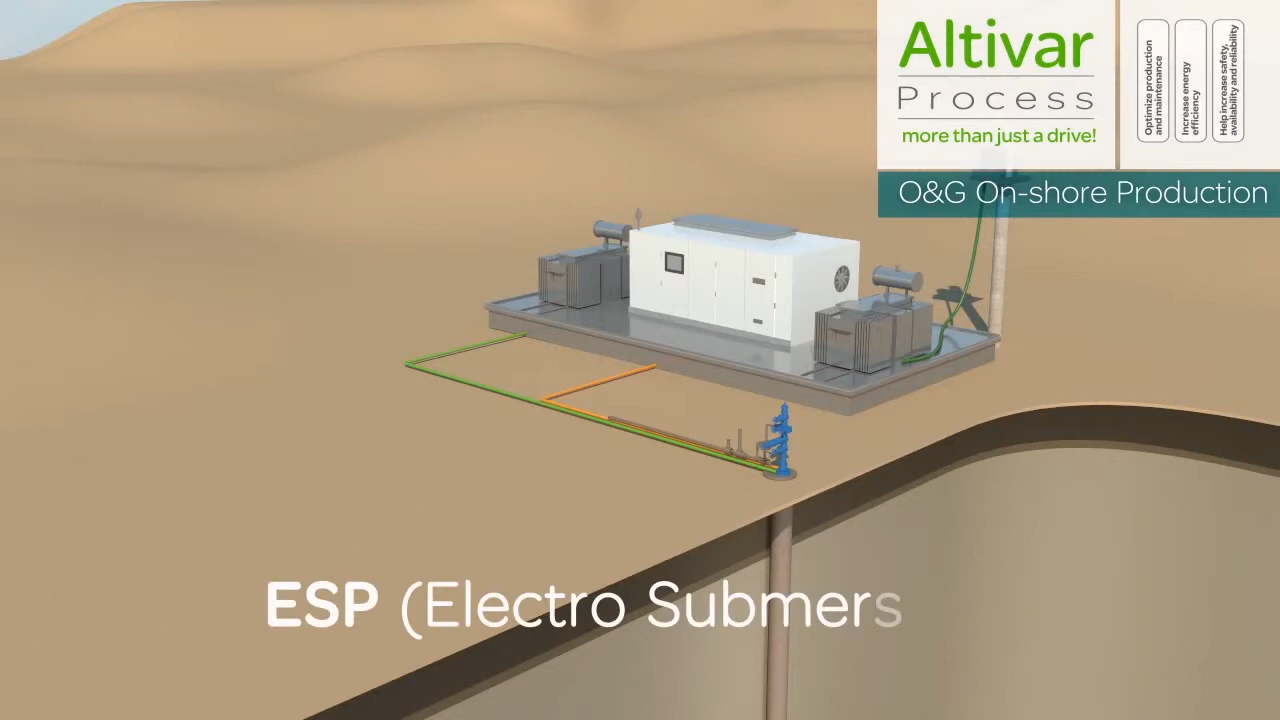 Altivar
Process
more than just a drive!
Optimize production
and maintenance
Increase energy
efficiency
Help increase safety,
availability and reliability
O&G On-shore Production
ESP (Electro Submers